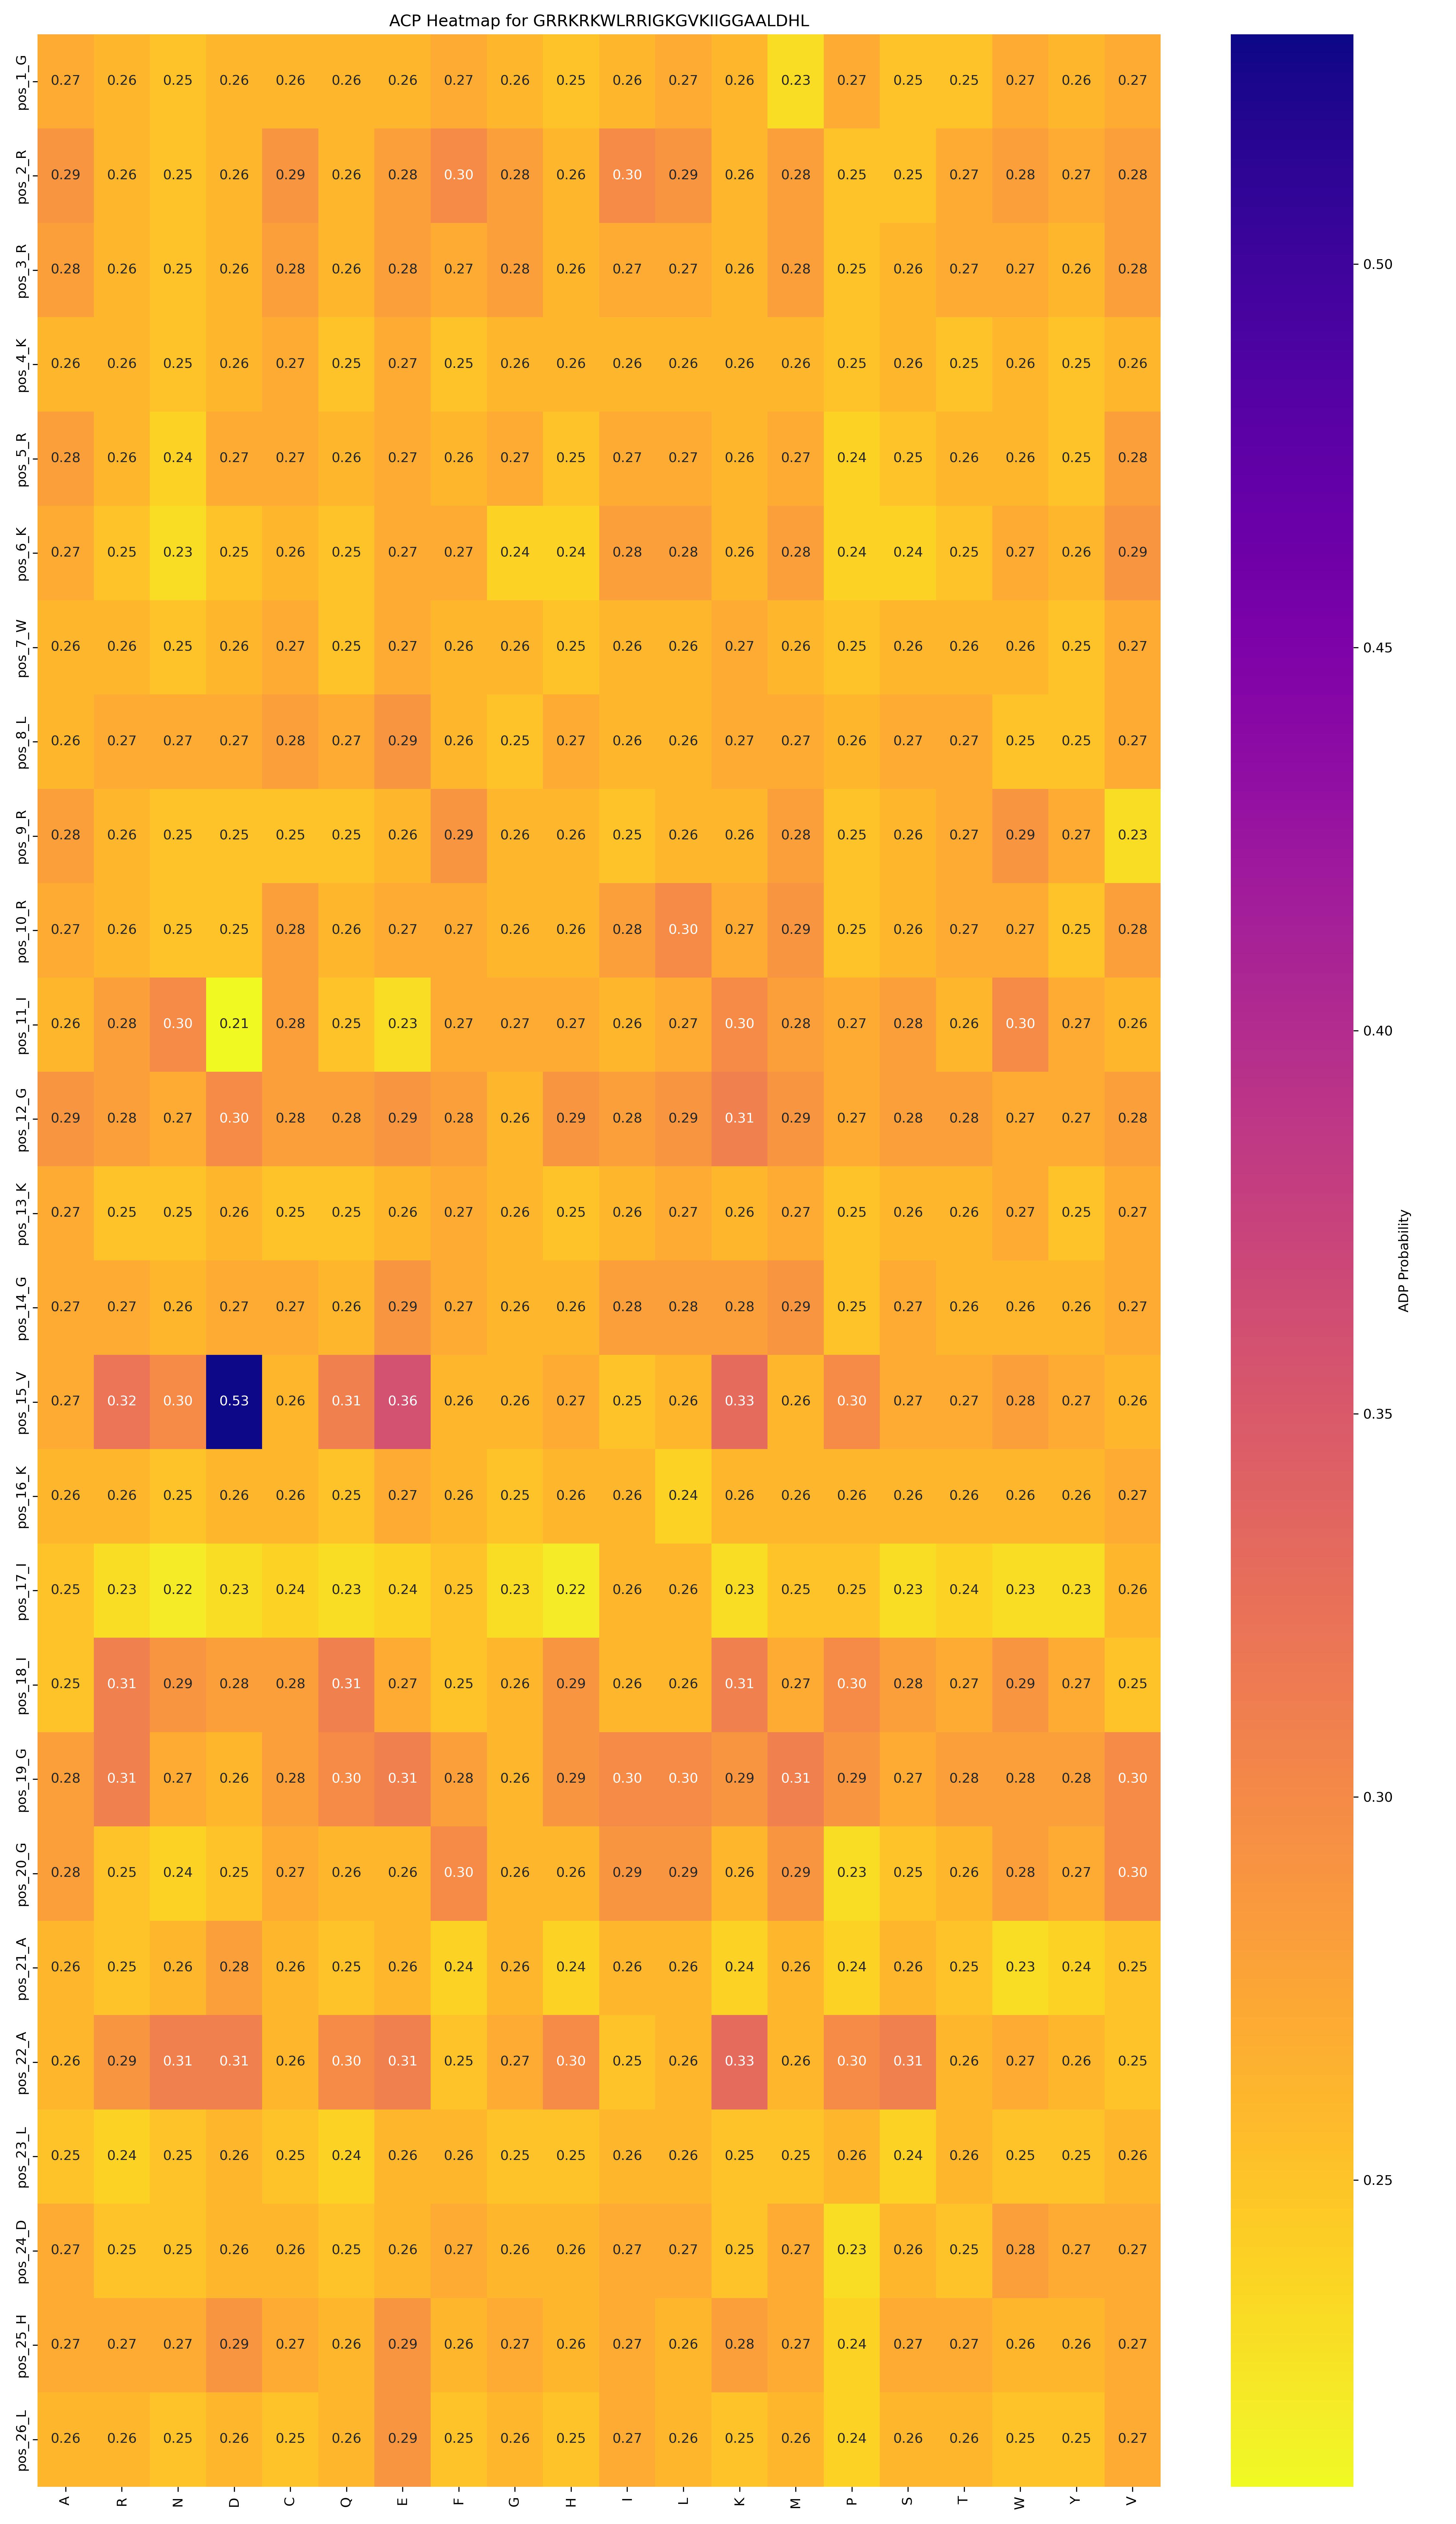 ACP Heatmap for GRRKRKWLRRIGKGVKIIGGAALDHL
pos_1_G 0.27 0.26 0.25 0.26 0.26 0.26 0.26 0.27 0.26 0.25 0.26 0.27 0.26 0.23 0.27 0.25 0.25 0.27 0.26 0.27
pos_2_R 0.29 0.26 0.25 0.26 0.29 0.26 0.28 0.30 0.28 0.26 0.30 0.29 0.26 0.28 0.25 0.25 0.27 0.28 0.27 0.28
pos_3_R 0.28 0.26 0.25 0.26 0.28 0.26 0.28 0.27 0.28 0.26 0.27 0.27 0.26 0.28 0.25 0.26 0.27 0.27 0.26 0.28
pos_4_K 0.26 0.26 0.25 0.26 0.27 0.25 0.27 0.25 0.26 0.26 0.26 0.26 0.26 0.26 0.25 0.26 0.25 0.26 0.25 0.26
pos_5_R 0.28 0.26 0.24 0.27 0.27 0.26 0.27 0.26 0.27 0.25 0.27 0.27 0.26 0.27 0.24 0.25 0.26 0.26 0.25 0.28
pos_6_K 0.27 0.25 0.23 0.25 0.26 0.25 0.27 0.27 0.24 0.24 0.28 0.28 0.26 0.28 0.24 0.24 0.25 0.27 0.26 0.29
pos_7_W 0.26 0.26 0.25 0.26 0.27 0.25 0.27 0.26 0.26 0.25 0.26 0.26 0.27 0.26 0.25 0.26 0.26 0.26 0.25 0.27
pos_8_L 0.26 0.27 0.27 0.27 0.28 0.27 0.29 0.26 0.25 0.27 0.26 0.26 0.27 0.27 0.26 0.27 0.27 0.25 0.25 0.27
pos_9_R 0.28 0.26 0.25 0.25 0.25 0.25 0.26 0.29 0.26 0.26 0.25 0.26 0.26 0.28 0.25 0.26 0.27 0.29 0.27 0.23
pos_10_R 0.27 0.26 0.25 0.25 0.28 0.26 0.27 0.27 0.26 0.26 0.28 0.30 0.27 0.29 0.25 0.26 0.27 0.27 0.25 0.28
pos_11_I 0.26 0.28 0.30 0.21 0.28 0.25 0.23 0.27 0.27 0.27 0.26 0.27 0.30 0.28 0.27 0.28 0.26 0.30 0.27 0.26
pos_12_G 0.29 0.28 0.27 0.30 0.28 0.28 0.29 0.28 0.26 0.29 0.28 0.29 0.31 0.29 0.27 0.28 0.28 0.27 0.27 0.28
pos_13_K 0.27 0.25 0.25 0.26 0.25 0.25 0.26 0.27 0.26 0.25 0.26 0.27 0.26 0.27 0.25 0.26 0.26 0.27 0.25 0.27
pos_14_G 0.27 0.27 0.26 0.27 0.27 0.26 0.29 0.27 0.26 0.26 0.28 0.28 0.28 0.29 0.25 0.27 0.26 0.26 0.26 0.27
pos_15_V 0.27 0.32 0.30 0.53 0.26 0.31 0.36 0.26 0.26 0.27 0.25 0.26 0.33 0.26 0.30 0.27 0.27 0.28 0.27 0.26
pos_16_K 0.26 0.26 0.25 0.26 0.26 0.25 0.27 0.26 0.25 0.26 0.26 0.24 0.26 0.26 0.26 0.26 0.26 0.26 0.26 0.27
pos_17_I 0.25 0.23 0.22 0.23 0.24 0.23 0.24 0.25 0.23 0.22 0.26 0.26 0.23 0.25 0.25 0.23 0.24 0.23 0.23 0.26
pos_18_I 0.25 0.31 0.29 0.28 0.28 0.31 0.27 0.25 0.26 0.29 0.26 0.26 0.31 0.27 0.30 0.28 0.27 0.29 0.27 0.25
pos_19_G 0.28 0.31 0.27 0.26 0.28 0.30 0.31 0.28 0.26 0.29 0.30 0.30 0.29 0.31 0.29 0.27 0.28 0.28 0.28 0.30
pos_20_G 0.28 0.25 0.24 0.25 0.27 0.26 0.26 0.30 0.26 0.26 0.29 0.29 0.26 0.29 0.23 0.25 0.26 0.28 0.27 0.30
pos_21_A 0.26 0.25 0.26 0.28 0.26 0.25 0.26 0.24 0.26 0.24 0.26 0.26 0.24 0.26 0.24 0.26 0.25 0.23 0.24 0.25
pos_22_A 0.26 0.29 0.31 0.31 0.26 0.30 0.31 0.25 0.27 0.30 0.25 0.26 0.33 0.26 0.30 0.31 0.26 0.27 0.26 0.25
pos_23_L 0.25 0.24 0.25 0.26 0.25 0.24 0.26 0.26 0.25 0.25 0.26 0.26 0.25 0.25 0.26 0.24 0.26 0.25 0.25 0.26
pos_24_D 0.27 0.25 0.25 0.26 0.26 0.25 0.26 0.27 0.26 0.26 0.27 0.27 0.25 0.27 0.23 0.26 0.25 0.28 0.27 0.27
pos_25_H 0.27 0.27 0.27 0.29 0.27 0.26 0.29 0.26 0.27 0.26 0.27 0.26 0.28 0.27 0.24 0.27 0.27 0.26 0.26 0.27
pos_26_L 0.26 0.26 0.25 0.26 0.25 0.26 0.29 0.25 0.26 0.25 0.27 0.26 0.25 0.26 0.24 0.26 0.26 0.25 0.25 0.27
A R N D C Q E F G H I L K M P S T W Y V
0.50
0.45
0.40
0.35
0.30
0.25
ADP Probability